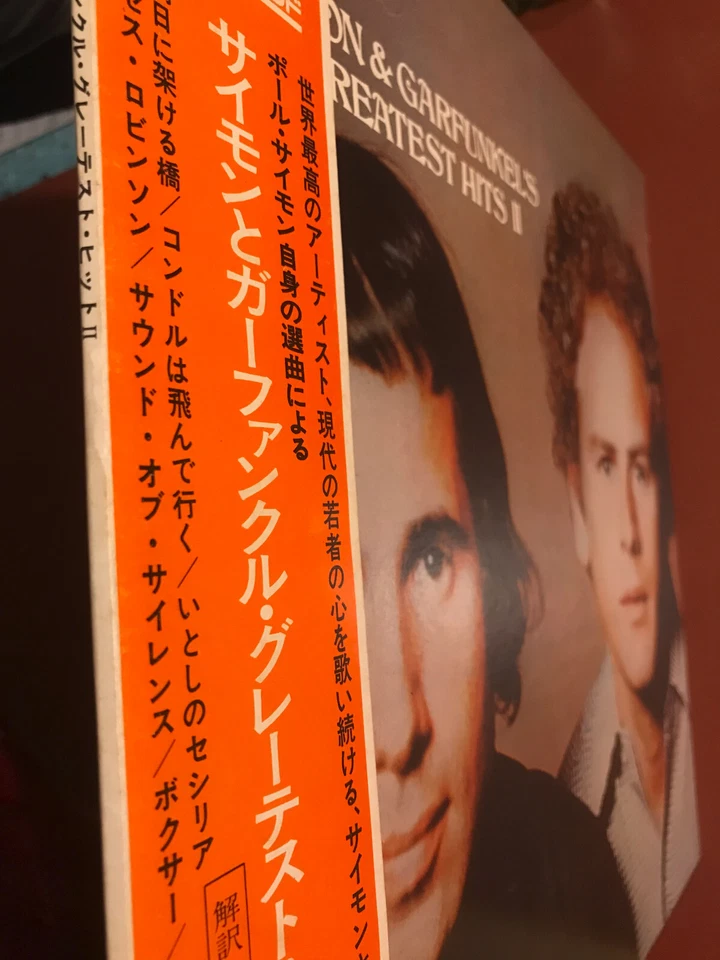 ON & GARFUNKEL'S
REATEST HITS II
世界最高のアーティスト、現代の若者の心を歌い続ける、サイモンと
ポール・サイモン自身の選曲による
サイモンとガーファンクル・グレーテスト
日に架ける橋/コンドルは飛んで行く/いとしのセシリア
セス・ロビンソン/サウンド・オブ・サイレンス/ボクサー/
解訳
ンクル・グレーテスト・ヒットII